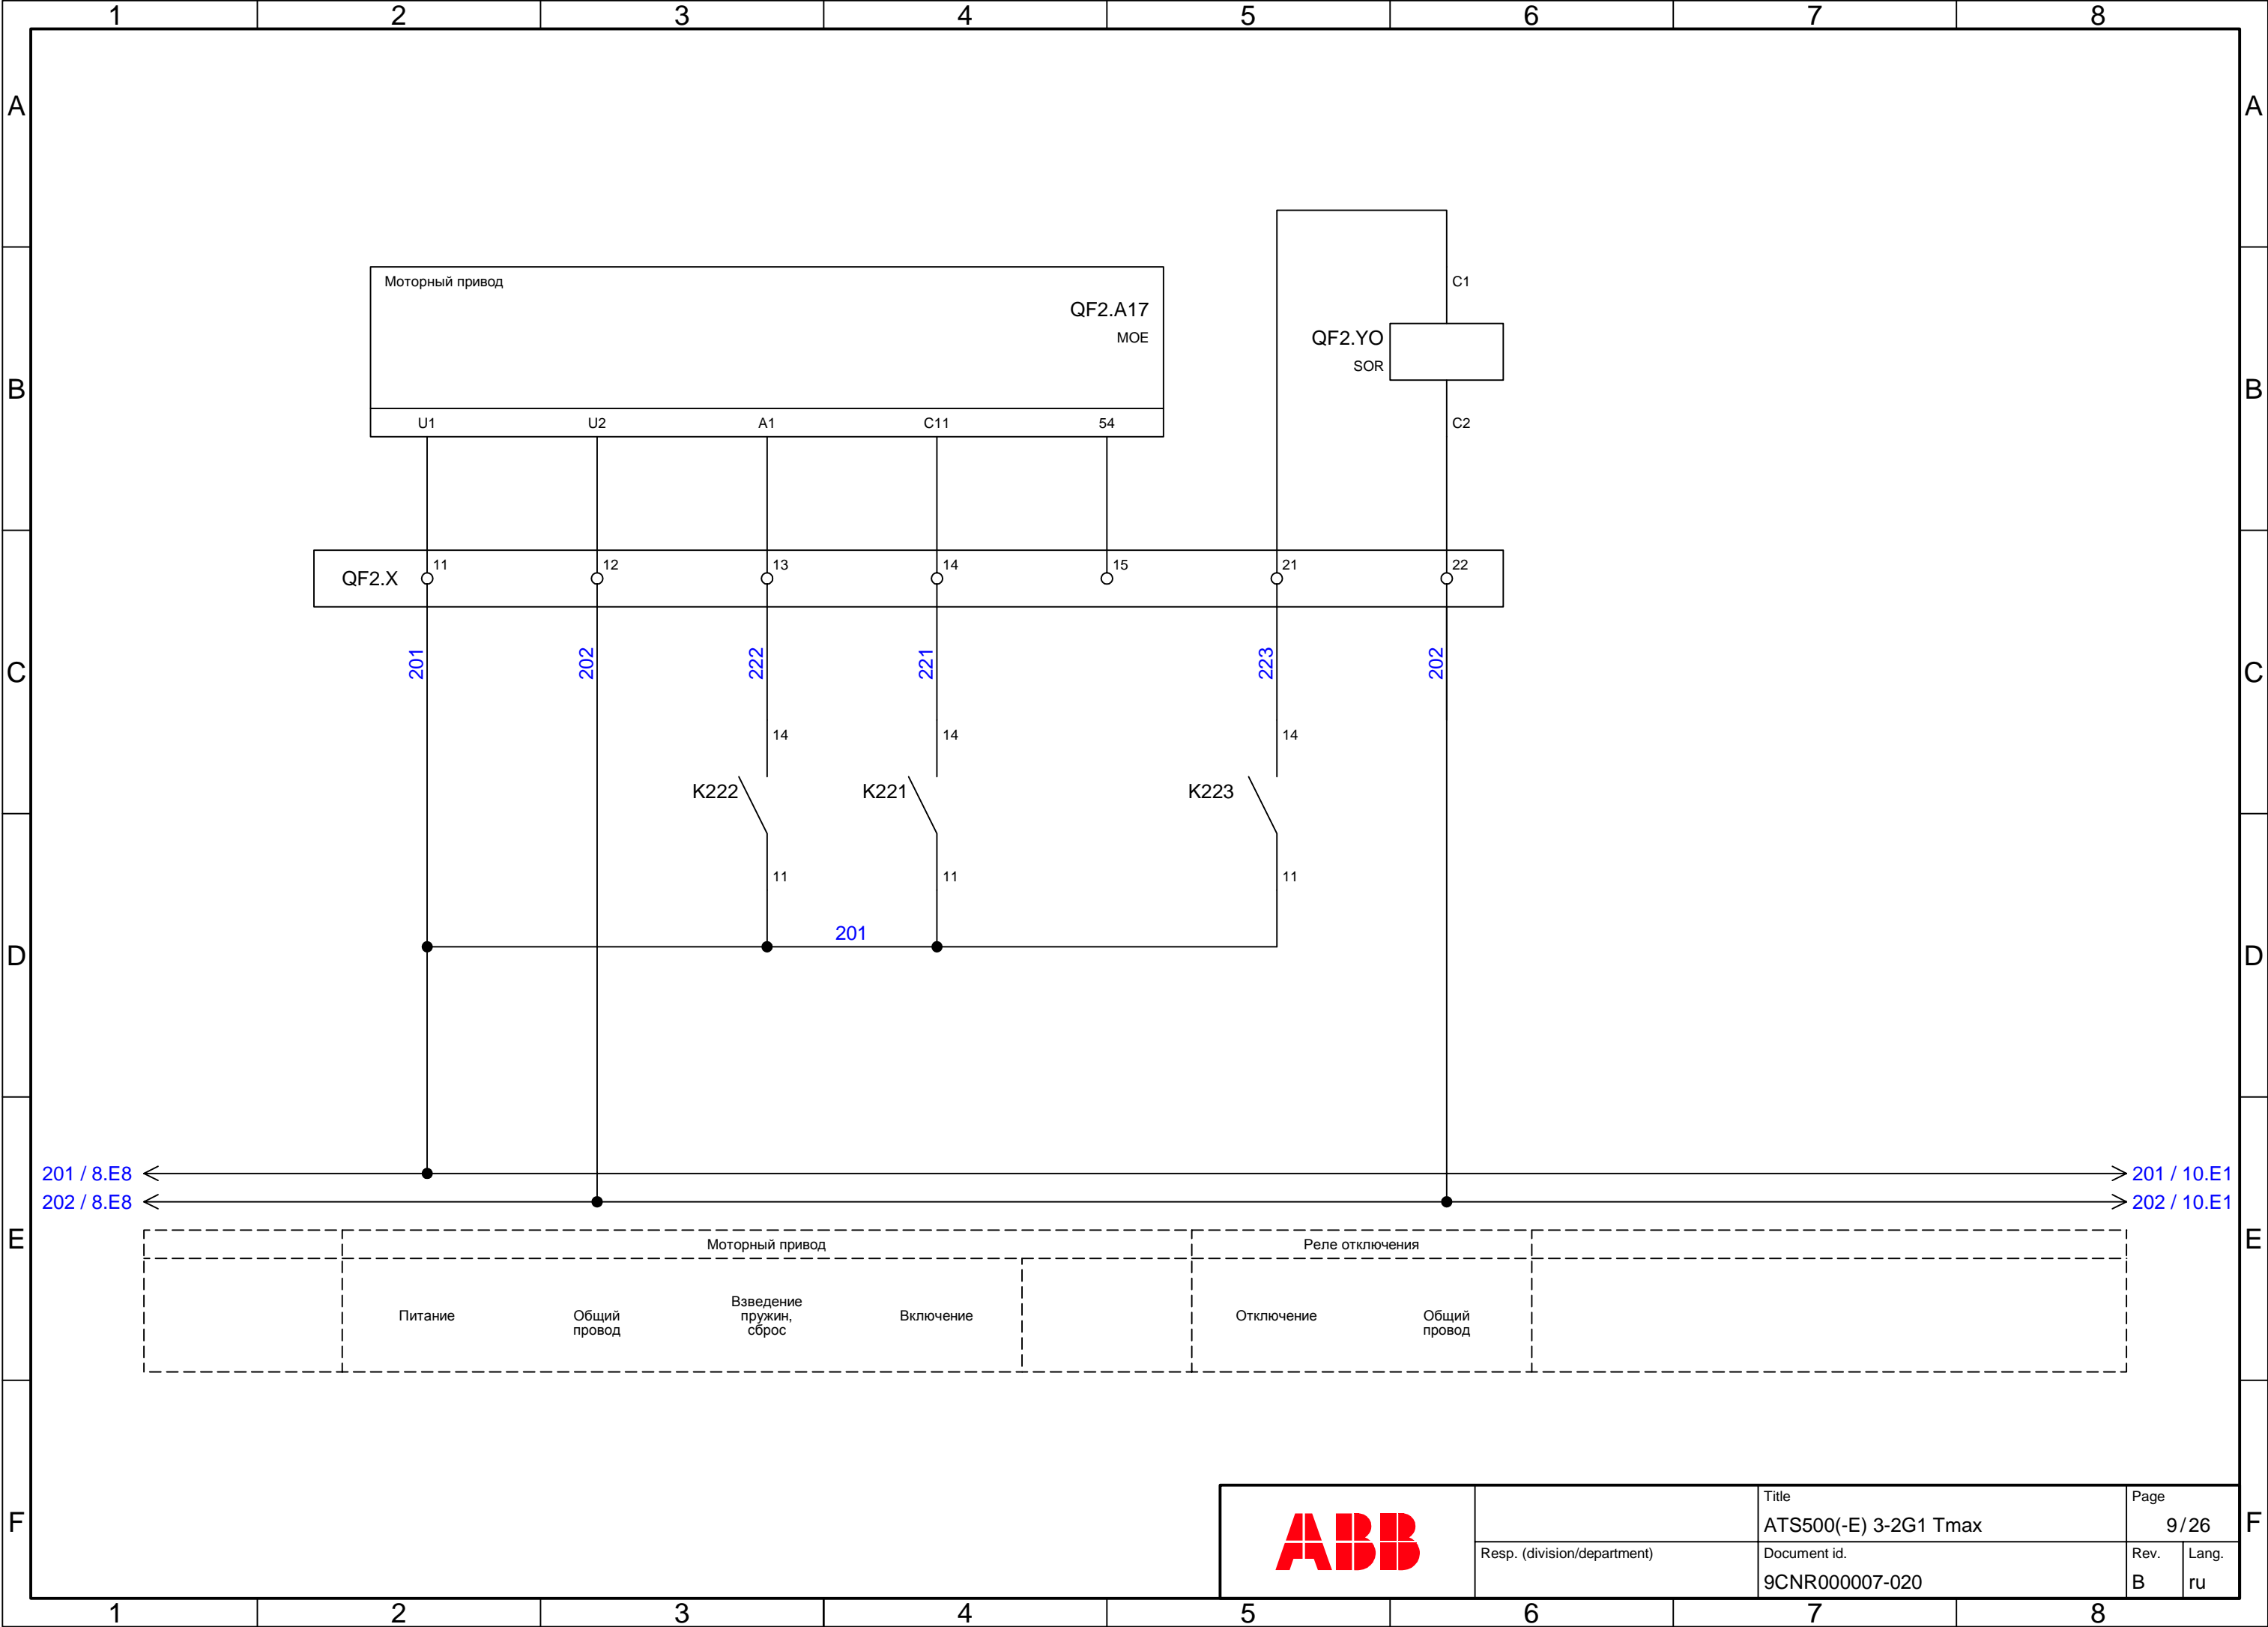 1 2 3 4 5 6 7 8
A A
Моторный привод
C1
QF2.A17
MOE
QF2.YO
SOR
B B
U1 U2 A1 C11 54
C2
QF2.X 11 12 13 14 15 21 22
201 202 222 221 223 202
C C
14 14 14
K222 K221 K223
11 11 11
201
D D
201 / 8.E8 201 / 10.E1
202 / 8.E8 202 / 10.E1
E E
Моторный привод Реле отключения
Питание
Общий
провод
Взведение
пружин,
сброс
Включение
Отключение
Общий
провод
F F
ABB
Title
ATS500(-E) 3-2G1 Tmax
Page
9/26
Resp. (division/department)
Document id.
9CNR000007-020
Rev.
B
Lang.
ru
1 2 3 4 5 6 7 8